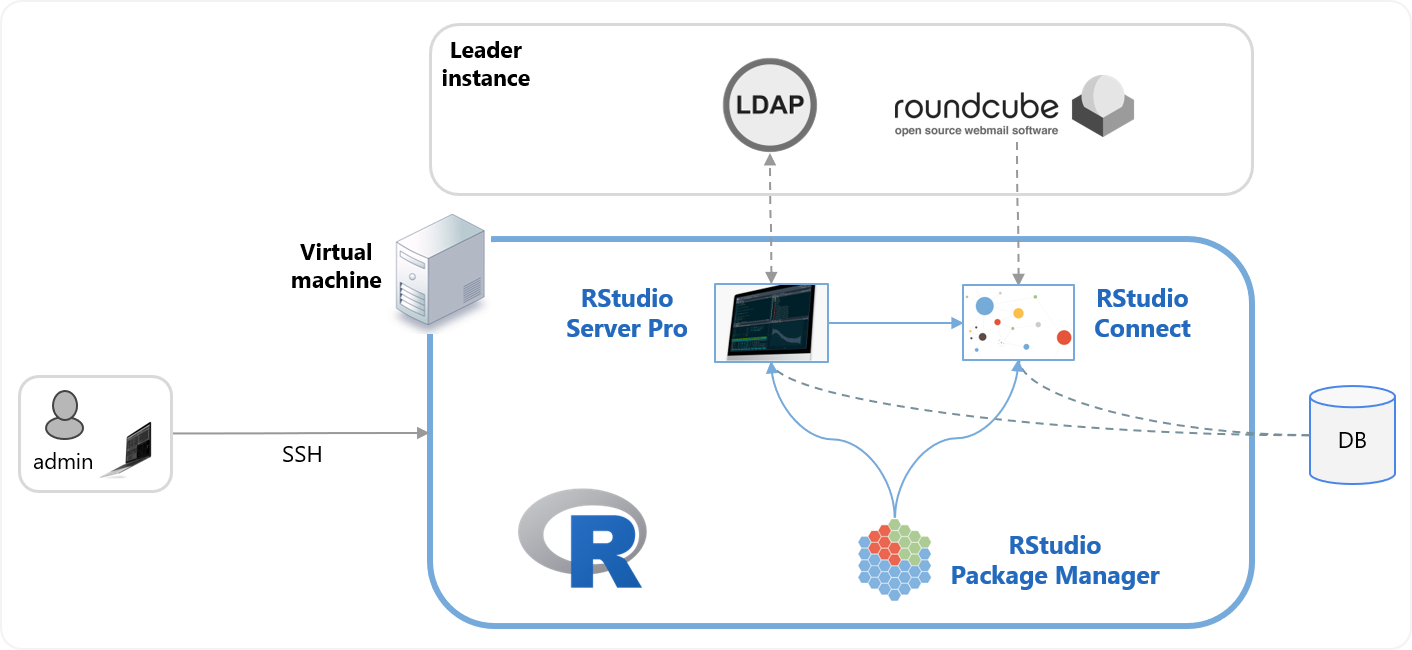 Leader
instance
LDAP
roundcube
open source webmail software
Virtual
machine
RStudio
Server Pro
RStudio
Connect
admin
SSH
DB
R
RStudio
Package Manager